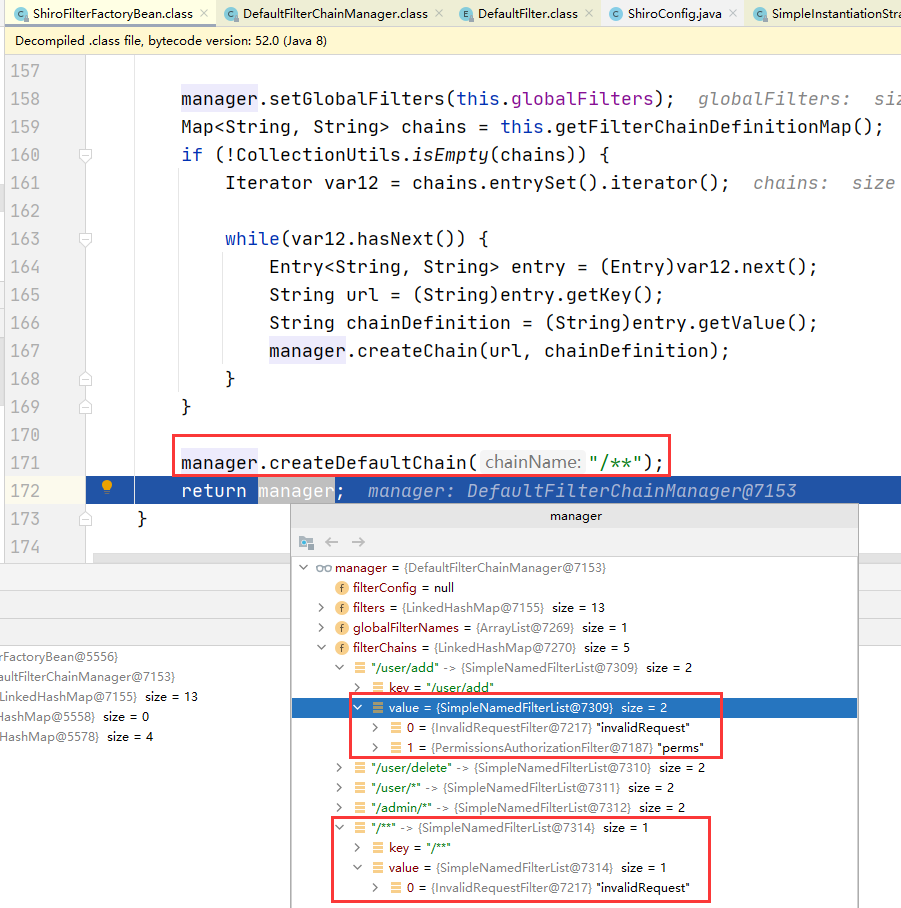 ShiroFilterFactoryBean.class DefaultFilterChainManager.class DefaultFilter.class ShiroConfig.java SimpleInstantiationStra
Decompiled .class file, bytecode version: 52.0 (Java 8)
157
158 manager.setGlobalFilters(this.globalFilters); globalFilters: siz
159 Map<String, String> chains = this.getFilterChainDefinitionMap();
160 if (!CollectionUtils.isEmpty(chains)) {
161 Iterator var12 = chains.entrySet().iterator(); chains: size
162
163 while(var12.hasNext()) {
164 Entry<String, String> entry = (Entry)var12.next();
165 String url = (String)entry.getKey();
166 String chainDefinition = (String)entry.getValue();
167 manager.createChain(url, chainDefinition);
168 }
169 }
170
171 manager.createDefaultChain( chainName: "/**");
172 return manager; manager: DefaultFilterChainManager@7153
173 }
174
manager
manager = {DefaultFilterChainManager@7153}
filterConfig = null
filters = {LinkedHashMap@7155} size = 13
globalFilterNames = {ArrayList@7269} size = 1
filterChains = {LinkedHashMap@7270} size = 5
"/user/add" -> {SimpleNamedFilterList@7309} size = 2
key = "/user/add"
value = {SimpleNamedFilterList@7309} size = 2
0 = {InvalidRequestFilter@7217} "invalidRequest"
1 = {PermissionsAuthorizationFilter@7187} "perms"
"/user/delete" -> {SimpleNamedFilterList@7310} size = 2
"/user/*" -> {SimpleNamedFilterList@7311} size = 2
"/admin/*" -> {SimpleNamedFilterList@7312} size = 2
"/**" -> {SimpleNamedFilterList@7314} size = 1
key = "/**"
value = {SimpleNamedFilterList@7314} size = 1
0 = {InvalidRequestFilter@7217} "invalidRequest"
rFactoryBean@5556}
aultFilterChainManager@7153}
LinkedHashMap@7155} size = 13
HashMap@5558} size = 0
HashMap@5578} size = 4